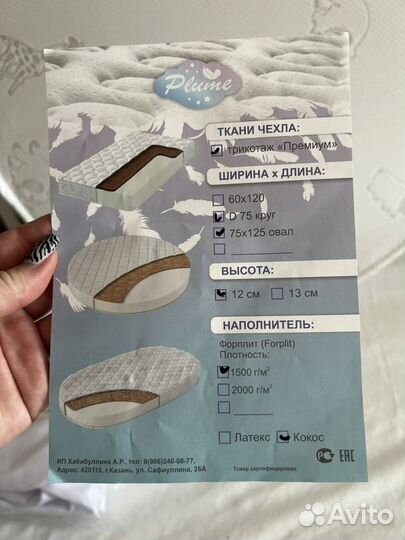 Plume
ТКАНИ ЧЕХЛА:
трикотаж «Премиум»
ШИРИНА х ДЛИНА:
60х120
D 75 круг
75х125 овал
ВЫСОТА:
12 см 13 см
НАПОЛНИТЕЛЬ:
Форплит (Forplit)
Плотность:
1500 г/м²
2000 г/м²
Латекс Кокос
ИП Хабибуллина А.Р., тел: 8(966)240-08-77,
Адрес: 420110, г.Казань, ул. Сафиуллина, 26А
Товар сертифицирован.
РС ЕАС
Avito